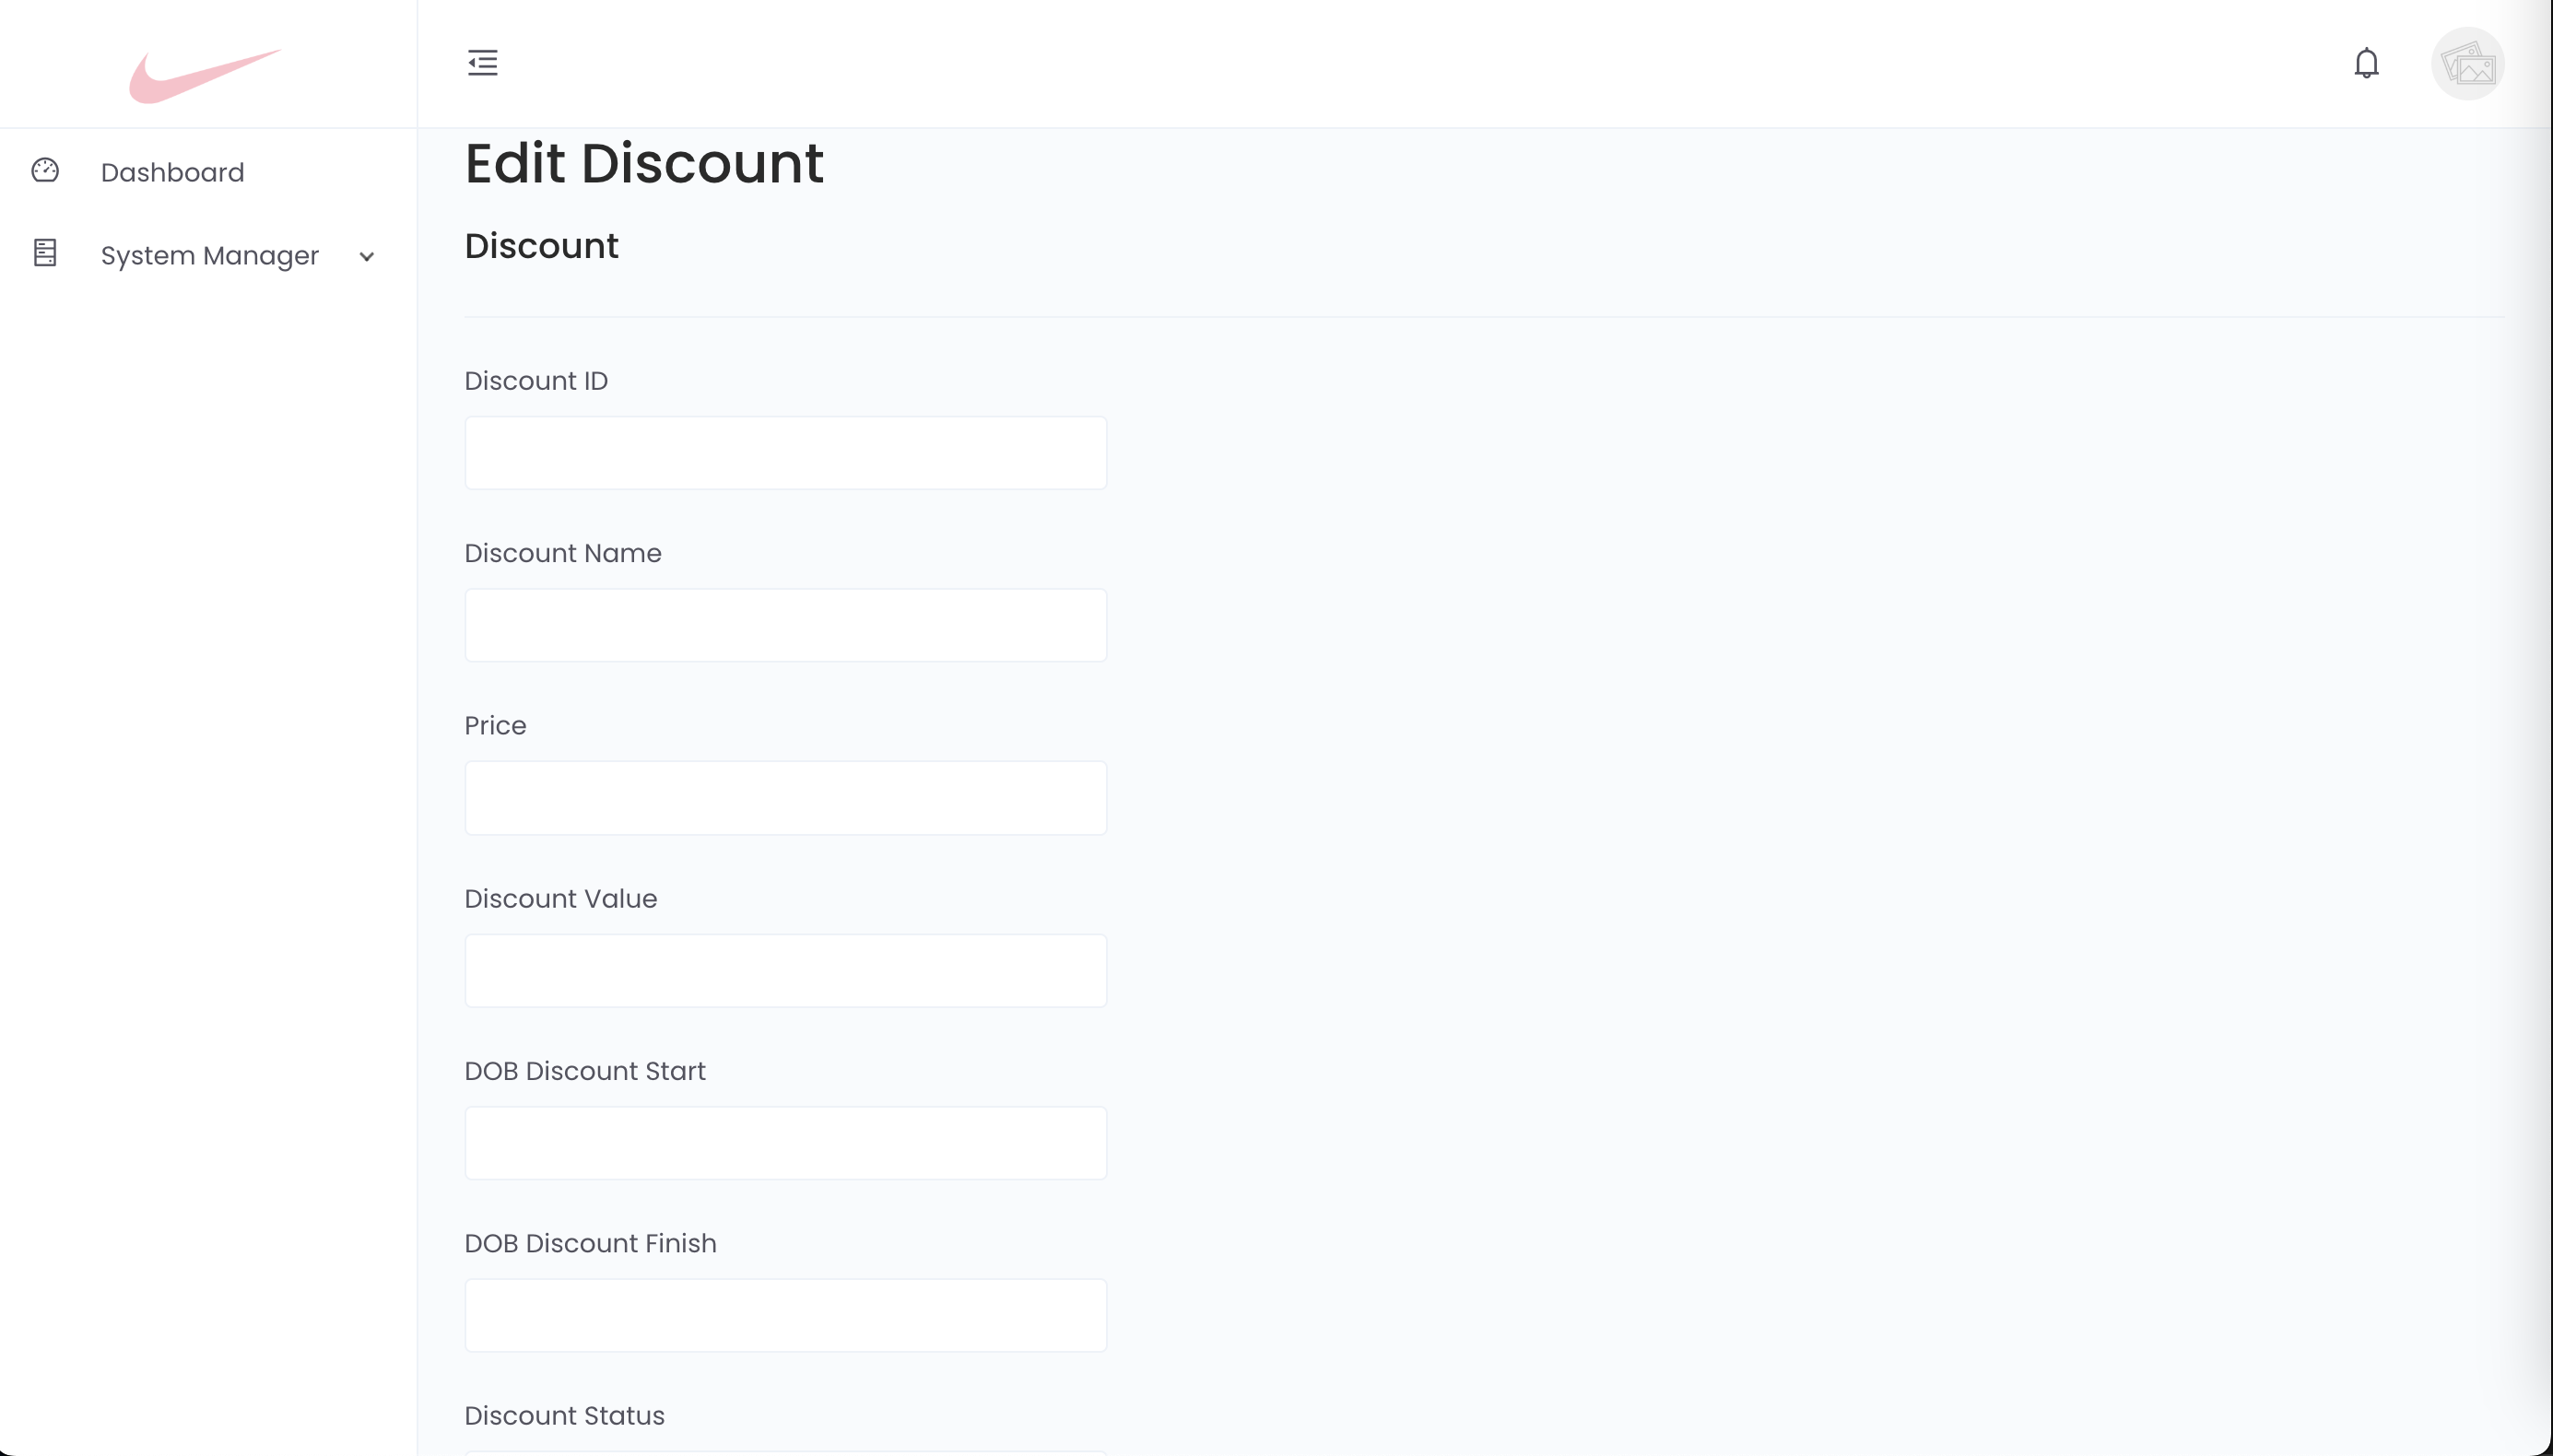 Dashboard
System Manager
Edit Discount
Discount
Discount ID
Discount Name
Price
Discount Value
DOB Discount Start
DOB Discount Finish
Discount Status